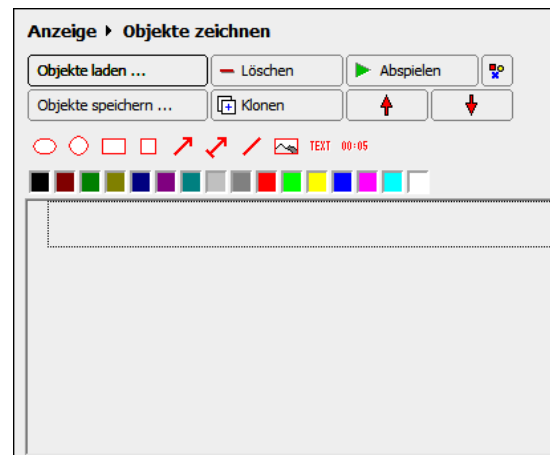 Anzeige ▸ Objekte zeichnen
Objekte laden ... Löschen Abspielen
Objekte speichern ... Klonen
TEXT 00:05